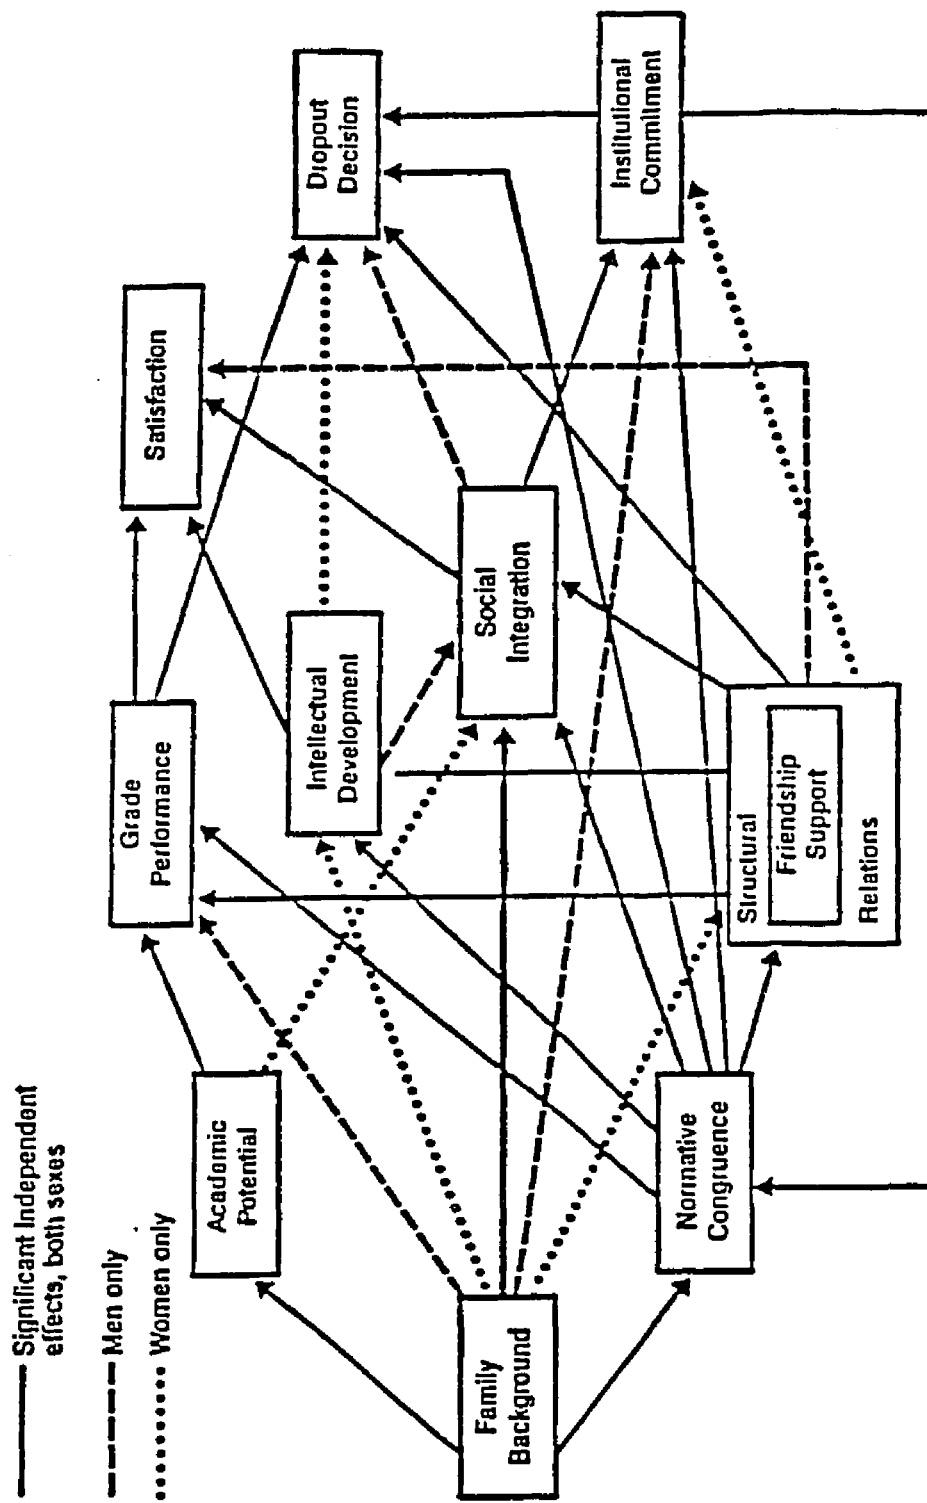 Significant Independent
effects, both sexes
Men only
Women only
Family
Background
Academic
Potential
Normative
Congruence
Grade
Performance
Intellectual
Development
Social
Integration
Structural
Friendship
Support
Relations
Satisfaction
Dropout
Decision
Institutional
Commitment